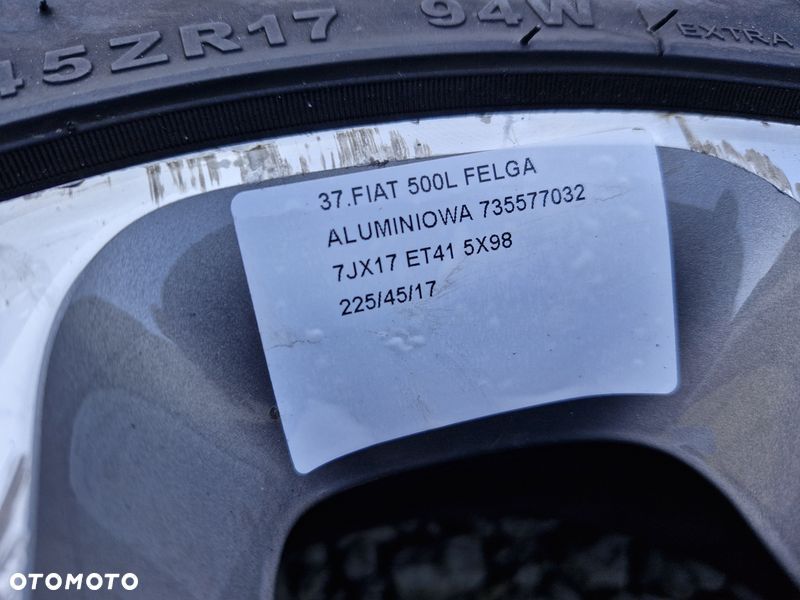 45ZR17 94W EXTRA
37.FIAT 500L FELGA
ALUMINIOWA 735577032
7JX17 ET41 5X98
225/45/17
OTOMOTO